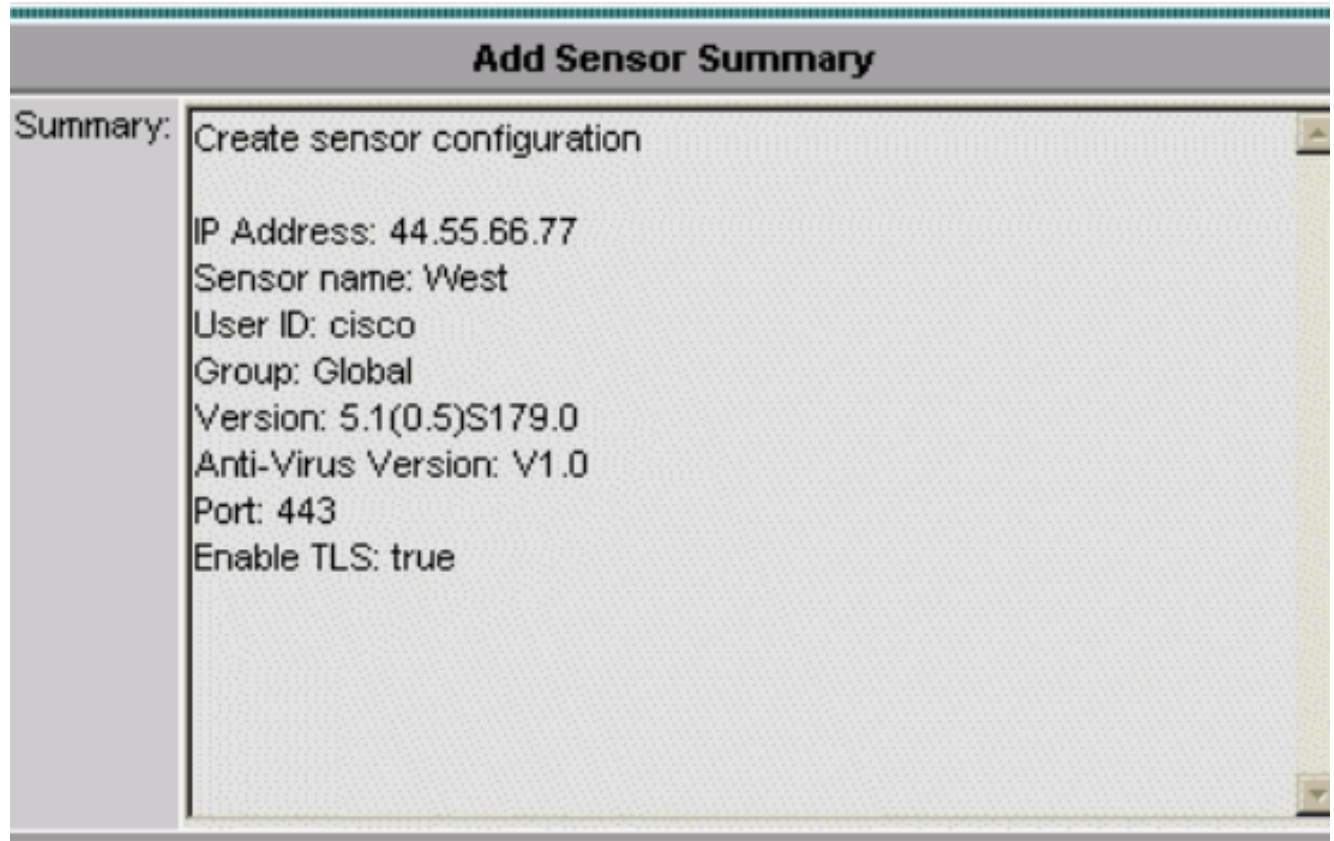 Add Sensor Summary
Summary:
Create sensor configuration
IP Address: 44.55.66.77
Sensor name: West
User ID: cisco
Group: Global
Version: 5.1(0.5)S179.0
Anti-Virus Version: V1.0
Port: 443
Enable TLS: true